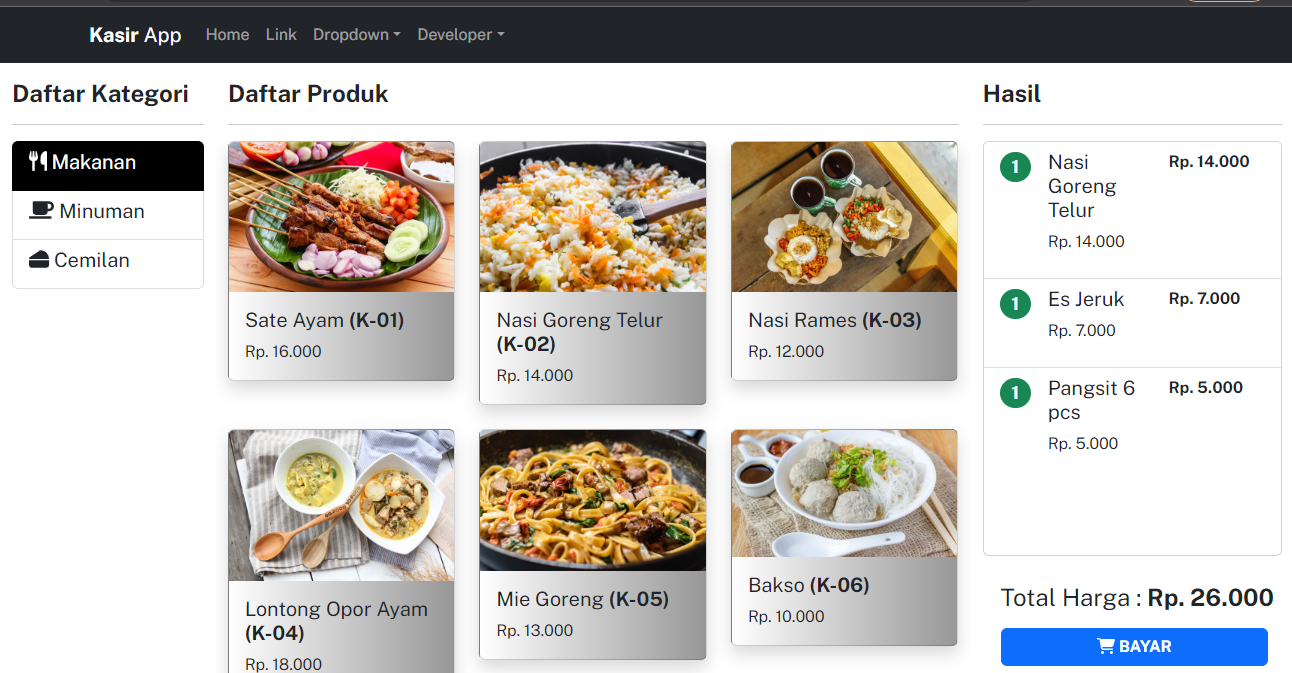 Kasir App Home Link Dropdown Developer
Daftar Kategori
Makanan
Minuman
Cemilan
Daftar Produk
Sate Ayam (K-01)
Rp. 16.000
Nasi Goreng Telur
(K-02)
Rp. 14.000
Nasi Rames (K-03)
Rp. 12.000
Lontong Opor Ayam
(K-04)
Rp. 18.000
Mie Goreng (K-05)
Rp. 13.000
Bakso (K-06)
Rp. 10.000
Hasil
1 Nasi Rp. 14.000
Goreng
Telur
Rp. 14.000
1 Es Jeruk Rp. 7.000
Rp. 7.000
1 Pangsit 6 Rp. 5.000
pcs
Rp. 5.000
Total Harga : Rp. 26.000
BAYAR